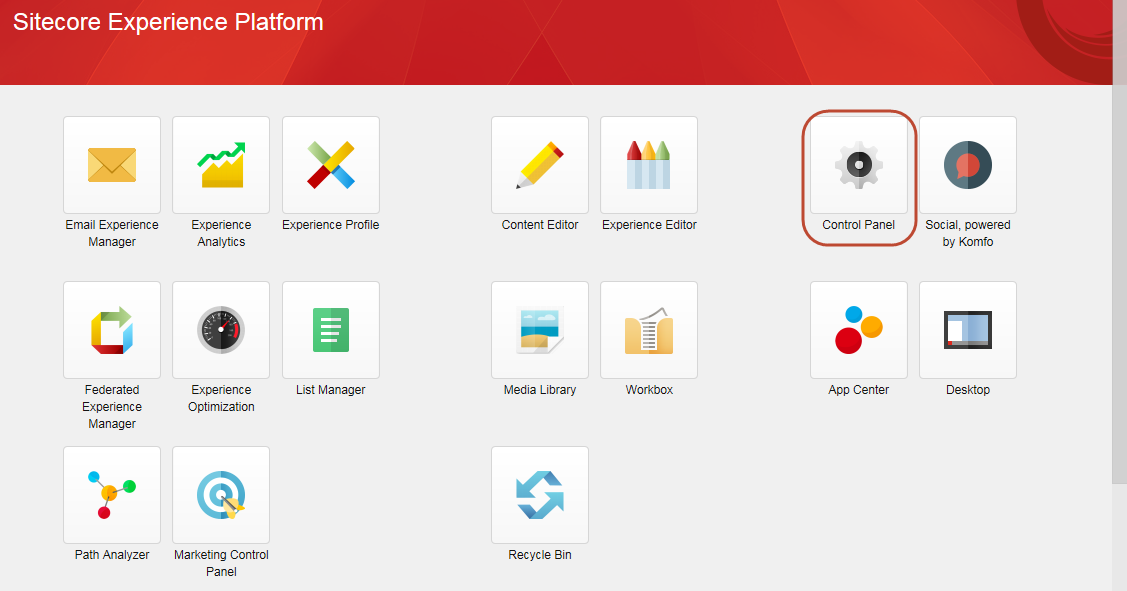 Sitecore Experience Platform
Email Experience
Manager
Experience
Analytics
Experience Profile
Content Editor
Experience Editor
Control Panel
Social, powered
by Komfo
Federated
Experience
Manager
Experience
Optimization
List Manager
Media Library
Workbox
App Center
Desktop
Path Analyzer
Marketing Control
Panel
Recycle Bin